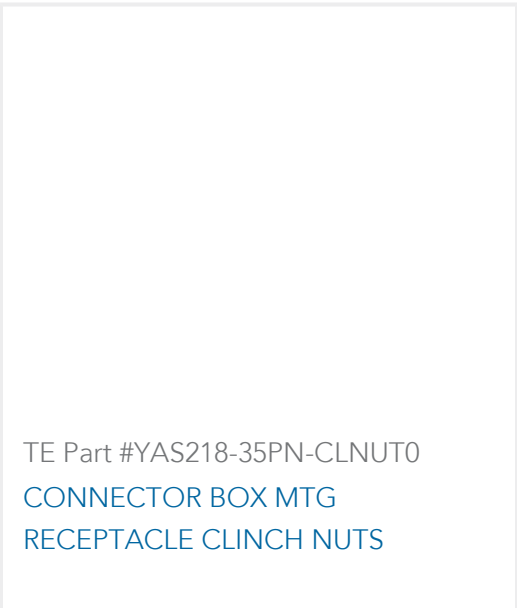 TE Part #YAS218-35PN-CLNUT0
CONNECTOR BOX MTG
RECEPTACLE CLINCH NUTS